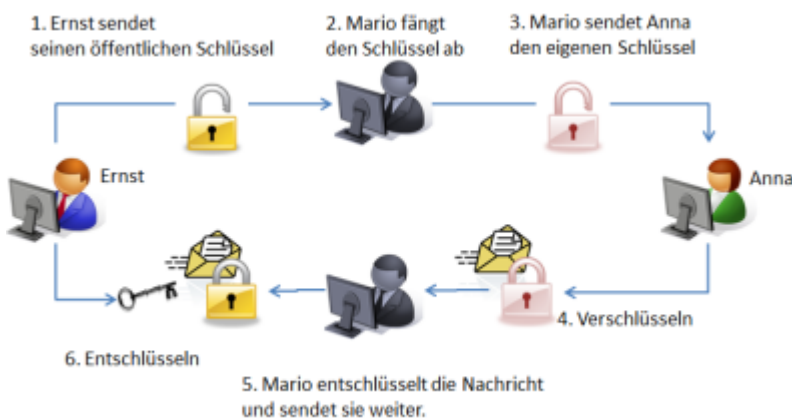 1. Ernst sendet
seinen öffentlichen Schlüssel
2. Mario fängt
den Schlüssel ab
3. Mario sendet Anna
den eigenen Schlüssel
Ernst
Anna
4. Verschlüsseln
6. Entschlüsseln
5. Mario entschlüsselt die Nachricht
und sendet sie weiter.